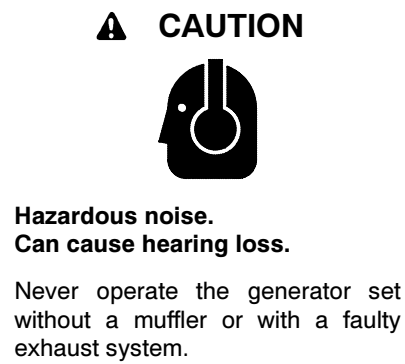 CAUTION
Hazardous noise.
Can cause hearing loss.
Never operate the generator set
without a muffler or with a faulty
exhaust system.